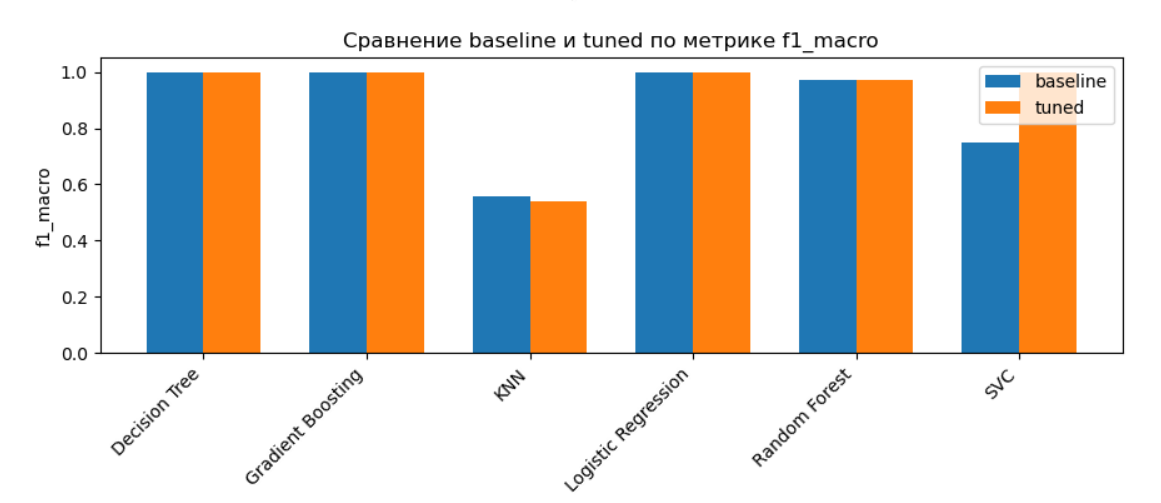 Сравнение baseline и tuned по метрике f1_macro
baseline
tuned
f1_macro
1.0
0.8
0.6
0.4
0.2
0.0
Decision Tree
Gradient Boosting
KNN
Logistic Regression
Random Forest
SVC